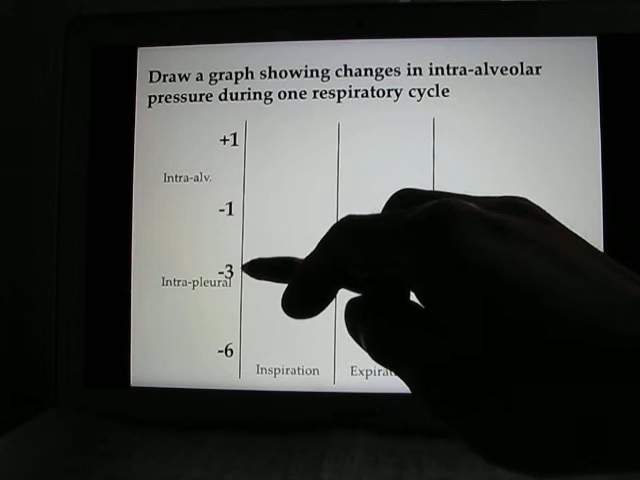 Draw a graph showing changes in intra-alveolar
pressure during one respiratory cycle
+1
Intra-alv.
-1
-3
Intra-pleural
-6
Inspiration